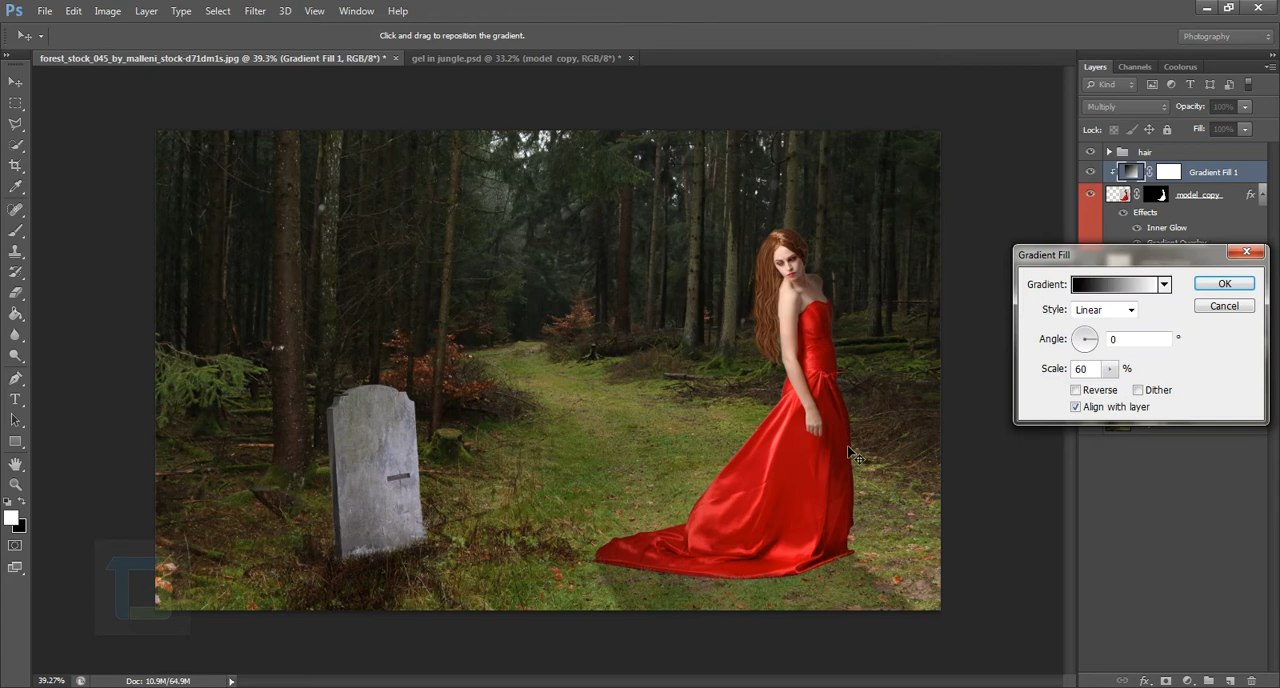 Ps File Edit Image Layer Type Select Filter 3D View Window Help
Click and drag to reposition the gradient.
Photography
forest_stock_045_by_malleni_stock-d71dm1s.jpg @ 39.3% (Gradient Fill 1, RGB/8*) * ×
gel in jungle.psd @ 33.2% (model copy, RGB/8*) * ×
Layers Channels Coolorus
Kind
Multiply Opacity: 100%
Lock: Fill: 100%
hair
Gradient Fill 1
model copy fx
Effects
Inner Glow
Gradient Overlay
Gradient Fill
Gradient: OK
Style: Linear Cancel
Angle: 0 °
Scale: 60 %
Reverse Dither
Align with layer
39.27% Doc: 10.9M/64.9M